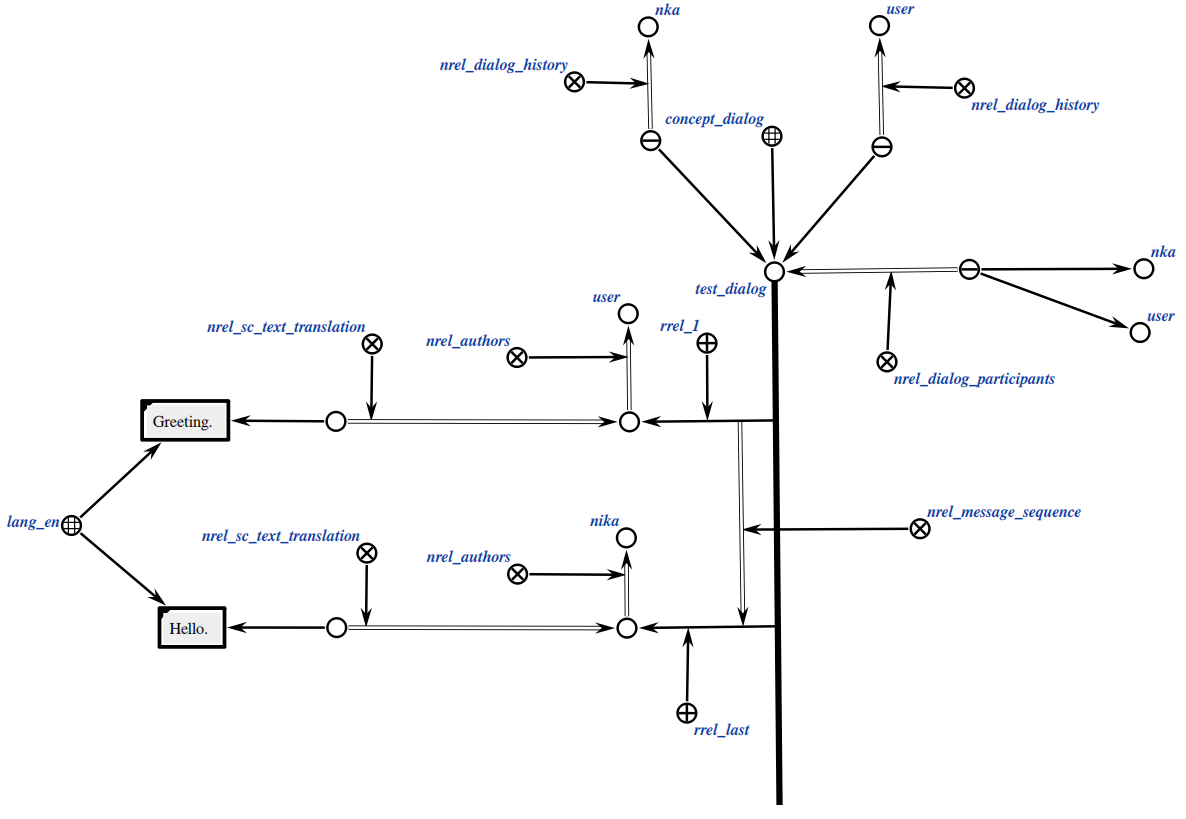 nka
user
nrel_dialog_history
nrel_dialog_history
concept_dialog
nka
test_dialog
user
user
rrel_1
nrel_sc_text_translation
nrel_authors
nrel_dialog_participants
Greeting.
lang_en
nrel_message_sequence
nika
nrel_sc_text_translation
nrel_authors
Hello.
rrel_last